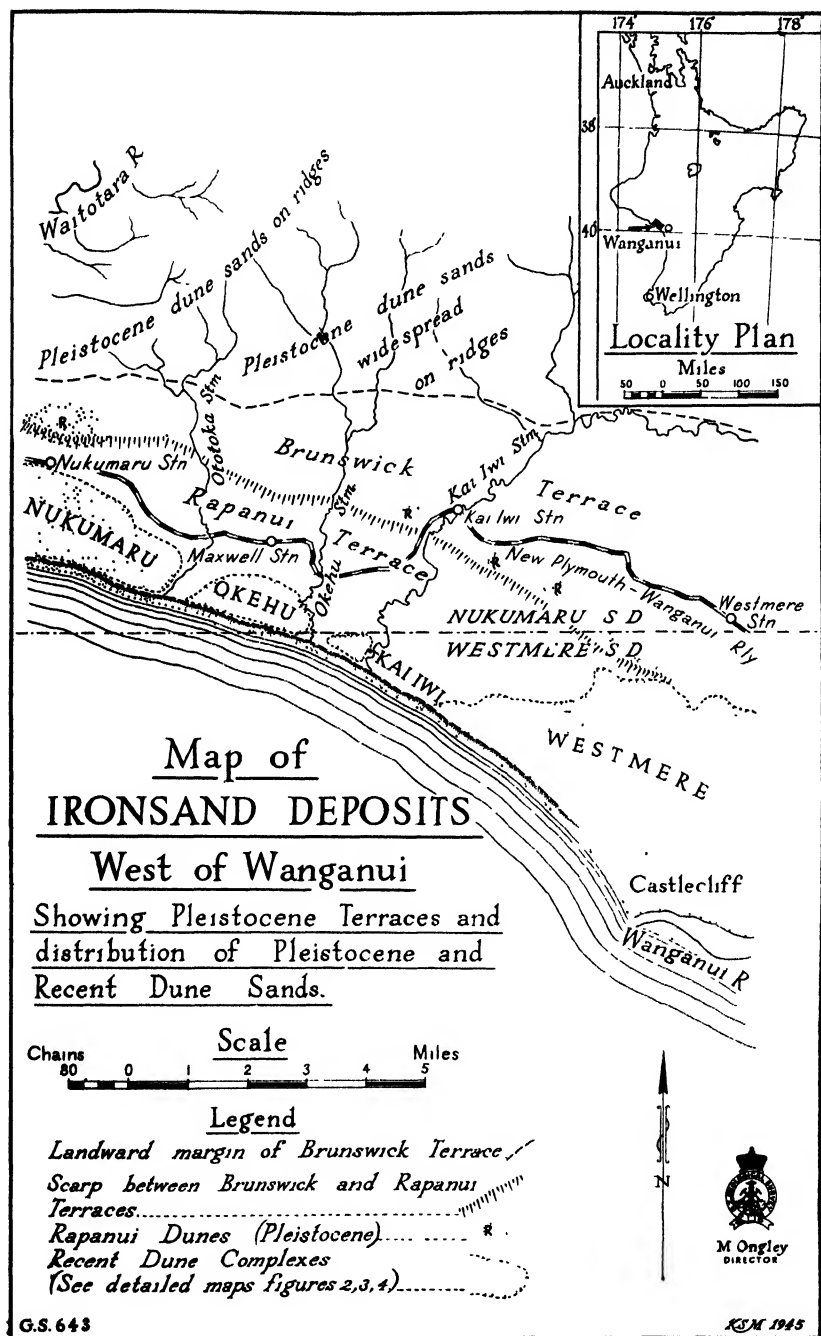 174° 176° 178°
Auckland
38°
40°
Wanganui
Wellington
Locality Plan
Miles
50 0 50 100 150
Waitotara R
Pleistocene dune sands on ridges
Pleistocene dune sands
widespread
on ridges
Ototoka Stm
Brunswick
Kai Iwi Stm
R
Nukumaru Stn
Rapanui
Okehu Stm
R
Kai Iwi Stn
Terrace
NUKUMARU
Maxwell Stn
Terrace
R
New Plymouth-Wanganui Rly
R
OKEHU
NUKUMARU S D
Westmere Stn
WESTMERE S D
KAI IWI
WESTMERE
Map of
IRONSAND DEPOSITS
West of Wanganui
Showing Pleistocene Terraces and
distribution of Pleistocene and
Recent Dune Sands.
Castlecliff
Wanganui R
Scale
Chains Miles
80 0 1 2 3 4 5
Legend
Landward margin of Brunswick Terrace
Scarp between Brunswick and Rapanui
Terraces
Rapanui Dunes (Pleistocene) R
Recent Dune Complexes
(See detailed maps figures 2,3,4)
N
M Ongley
DIRECTOR
G.S. 643
KSM 1945